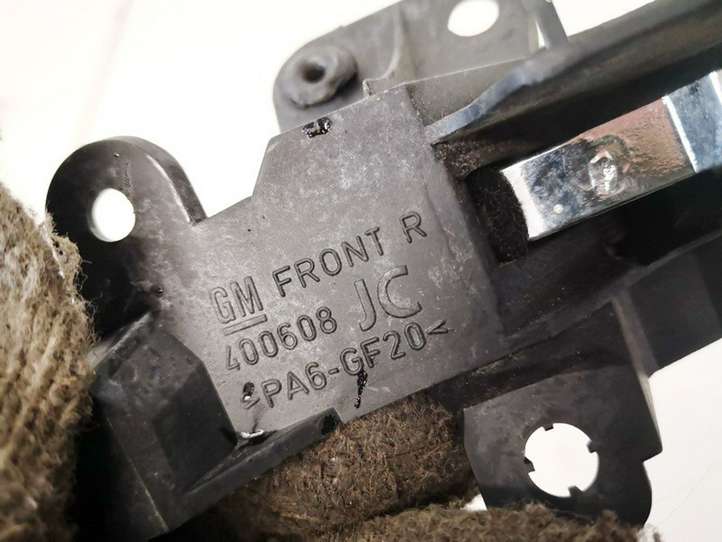 GM FRONT R
400608 JC
>PA6-GF20<